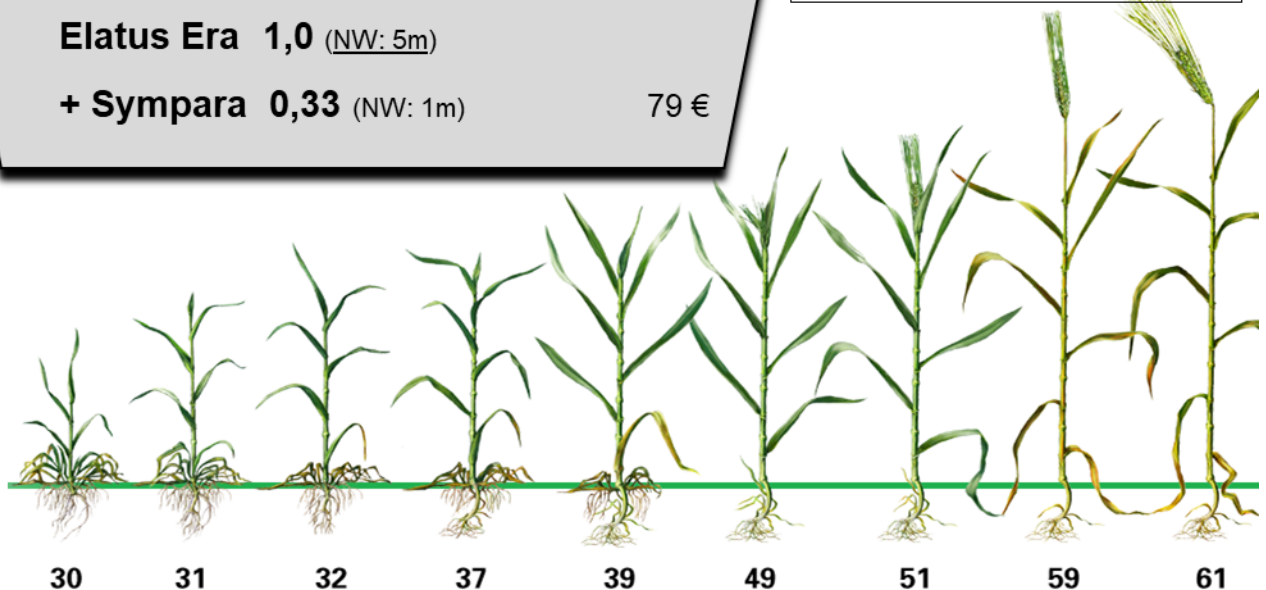 Elatus Era 1,0 (NW: 5m)
+ Sympara 0,33 (NW: 1m) 79 €
30 31 32 37 39 49 51 59 61